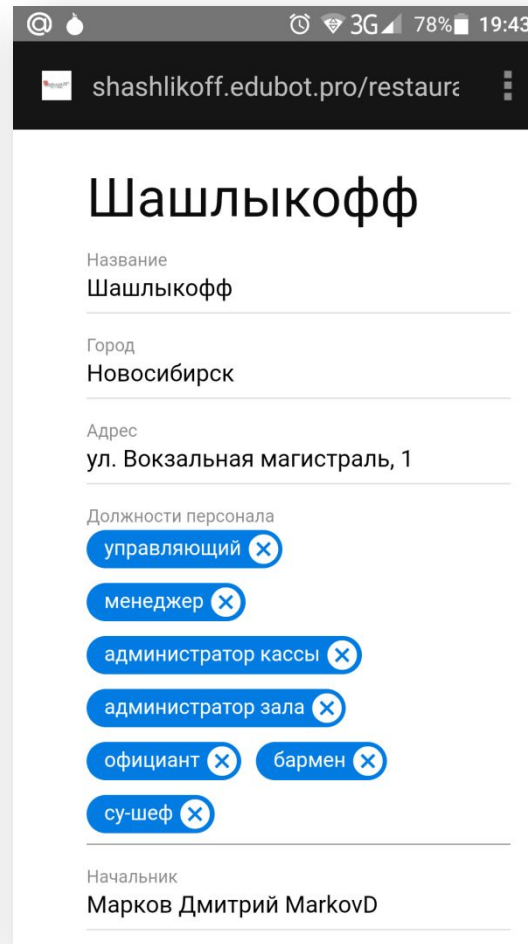 3G 78% 19:43
shashlikoff.edubot.pro/restaura
Шашлыкофф
Название
Шашлыкофф
Город
Новосибирск
Адрес
ул. Вокзальная магистраль, 1
Должности персонала
управляющий
менеджер
администратор кассы
администратор зала
официант бармен
су-шеф
Начальник
Марков Дмитрий MarkovD